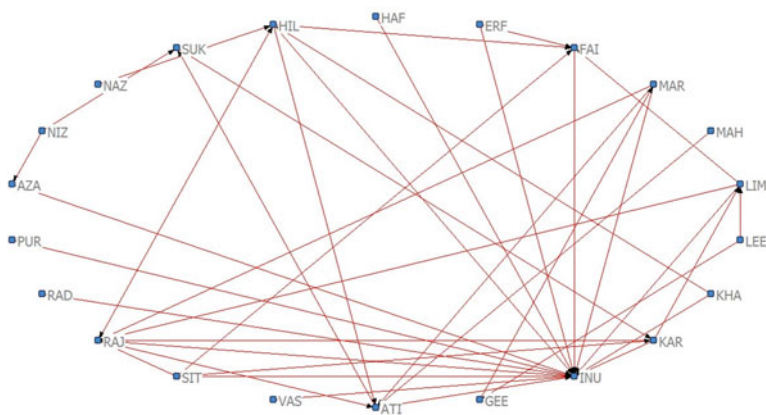 HAF
HIL
ERF
SUK
FAI
NAZ
MAR
NIZ
MAH
AZA
LIM
PUR
LEE
RAD
KHA
RAJ
KAR
SIT
INU
VAS
ATI
GEE